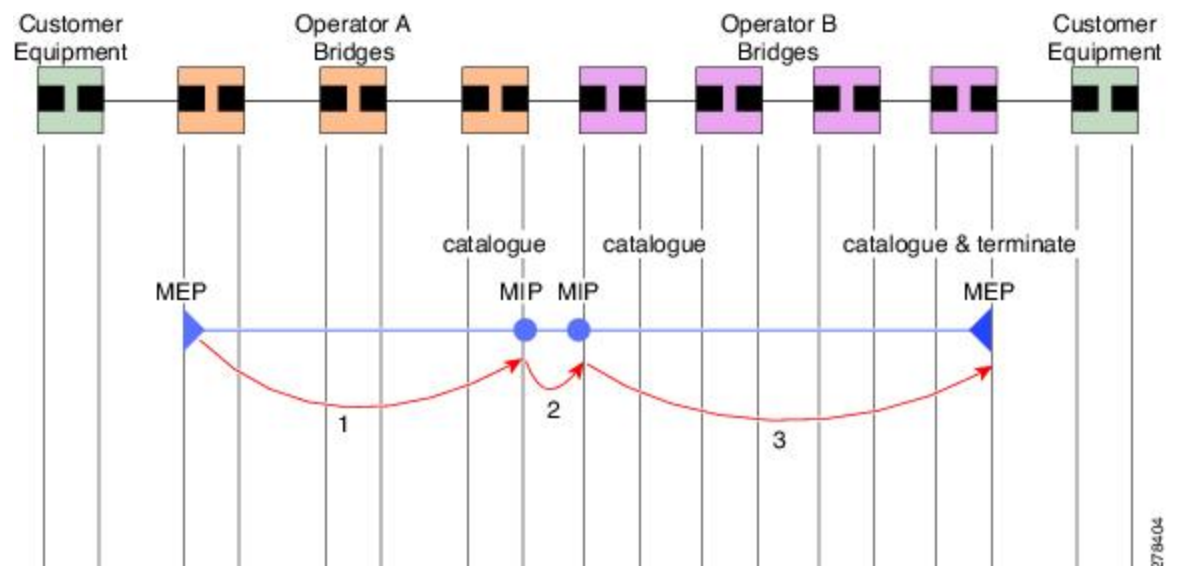 Customer
Equipment
Operator A
Bridges
Operator B
Bridges
Customer
Equipment
catalogue
catalogue
catalogue & terminate
MEP
MIP
MIP
MEP
1
2
3
278404